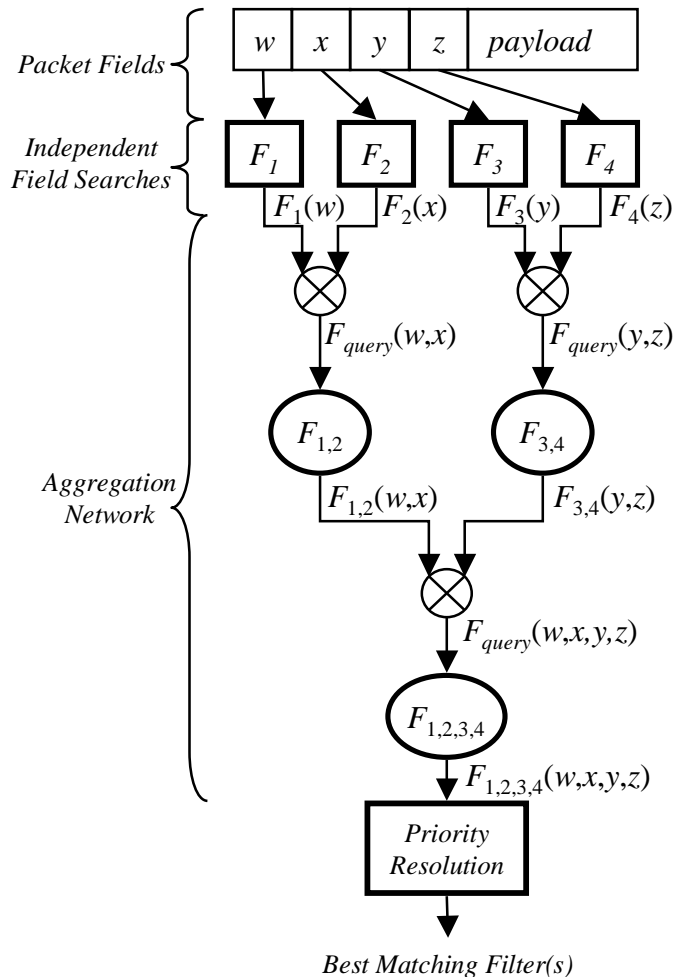 Packet Fields
w x y z payload
Independent
Field Searches
F1 F2 F3 F4
F1(w) F2(x) F3(y) F4(z)
Fquery(w,x) Fquery(y,z)
F1,2 F3,4
Aggregation
Network
F1,2(w,x) F3,4(y,z)
Fquery(w,x,y,z)
F1,2,3,4
F1,2,3,4(w,x,y,z)
Priority
Resolution
Best Matching Filter(s)